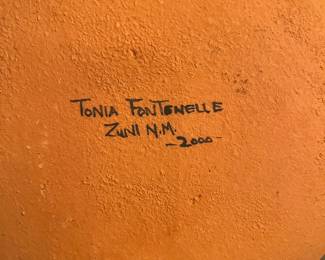 Tonia Fontenelle
Zuni N.M.
-2000-